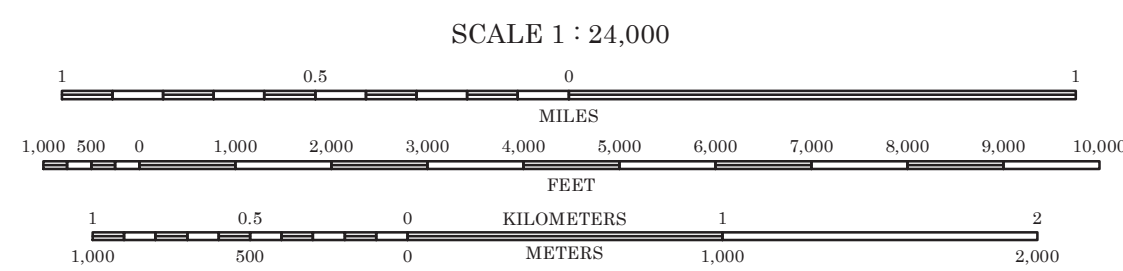 SCALE 1 : 24,000
1 0.5 0 1
MILES
1,000 500 0 1,000 2,000 3,000 4,000 5,000 6,000 7,000 8,000 9,000 10,000
FEET
1 0.5 0 KILOMETERS 1 2
1,000 500 0 METERS 1,000 2,000